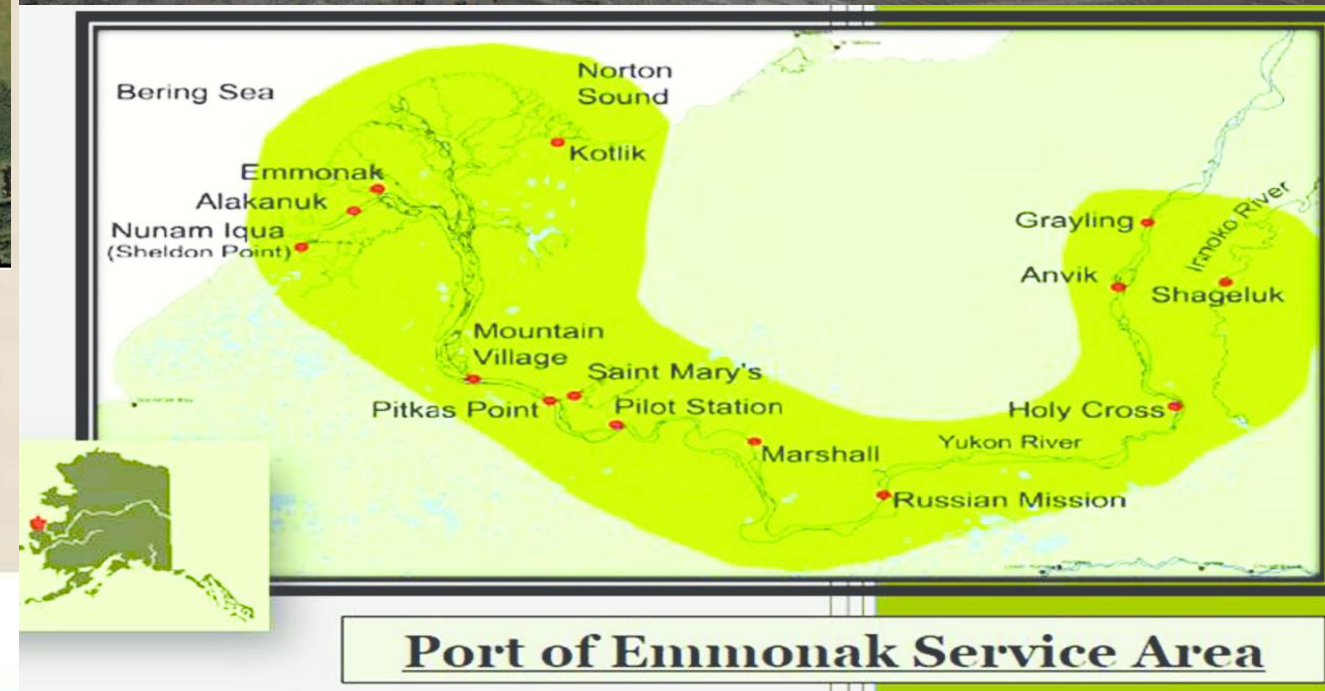 Bering Sea
Norton
Sound
Kotlik
Emmonak
Alakanuk
Nunam Iqua
(Sheldon Point)
Grayling
Innoko River
Anvik
Shageluk
Mountain
Village
Saint Mary's
Pitkas Point
Pilot Station
Holy Cross
Yukon River
Marshall
Russian Mission
Port of Emmonak Service Area